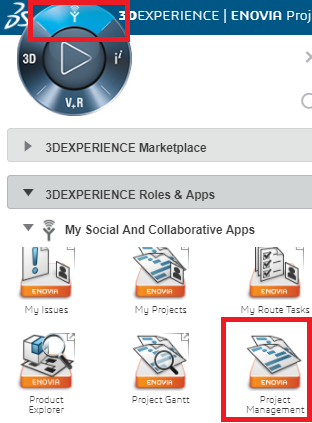 3DEXPERIENCE | ENOVIA Proj
3D
i
V+R
3DEXPERIENCE Marketplace
3DEXPERIENCE Roles & Apps
My Social And Collaborative Apps
ENOVIA
ENOVIA
ENOVIA
My Issues
My Projects
My Route Tasks
ENOVIA
ENOVIA
ENOVIA
Product
Explorer
Project Gantt
Project
Management